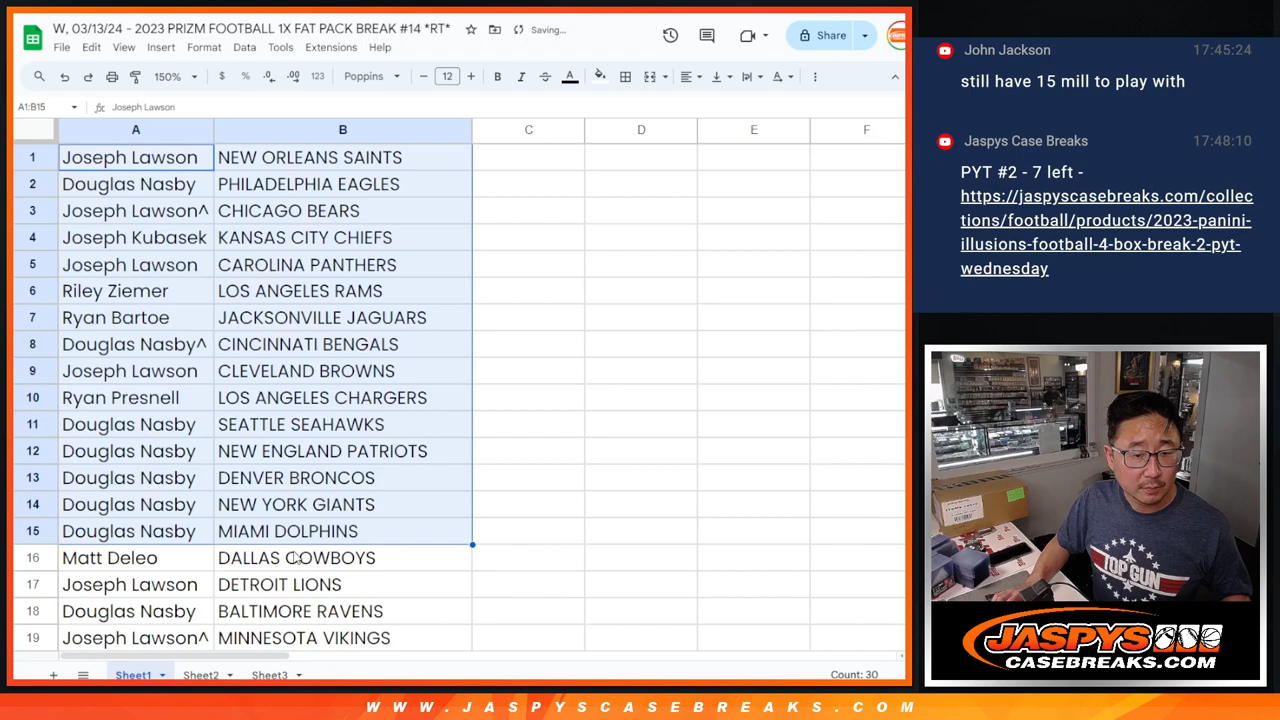 W, 03/13/24 - 2023 PRIZM FOOTBALL 1X FAT PACK BREAK #14 *RT*
Saving...
File Edit View Insert Format Data Tools Extensions Help
Share
150% $ % .0 .00 123 Poppins 12 B I A
A1:B15 fx Joseph Lawson
A B C D E F
1 Joseph Lawson NEW ORLEANS SAINTS
2 Douglas Nasby PHILADELPHIA EAGLES
3 Joseph Lawson^ CHICAGO BEARS
4 Joseph Kubasek KANSAS CITY CHIEFS
5 Joseph Lawson CAROLINA PANTHERS
6 Riley Ziemer LOS ANGELES RAMS
7 Ryan Bartoe JACKSONVILLE JAGUARS
8 Douglas Nasby^ CINCINNATI BENGALS
9 Joseph Lawson CLEVELAND BROWNS
10 Ryan Presnell LOS ANGELES CHARGERS
11 Douglas Nasby SEATTLE SEAHAWKS
12 Douglas Nasby NEW ENGLAND PATRIOTS
13 Douglas Nasby DENVER BRONCOS
14 Douglas Nasby NEW YORK GIANTS
15 Douglas Nasby MIAMI DOLPHINS
16 Matt Deleo DALLAS COWBOYS
17 Joseph Lawson DETROIT LIONS
18 Douglas Nasby BALTIMORE RAVENS
19 Joseph Lawson^ MINNESOTA VIKINGS
Sheet1 Sheet2 Sheet3 Count: 30
John Jackson 17:45:24
still have 15 mill to play with
Jaspys Case Breaks 17:48:10
PYT #2 - 7 left -
https://jaspyscasebreaks.com/collec
tions/football/products/2023-panini-
illusions-football-4-box-break-2-pyt-
wednesday
TOP GUN
JASPYS
CASEBREAKS.COM
WWW.JASPYSCASEBREAKS.COM